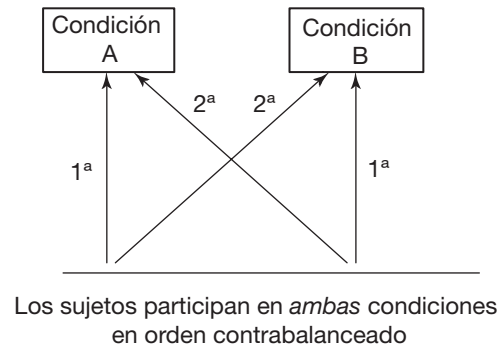 Condición
A
Condición
B
2ª
2ª
1ª
1ª
Los sujetos participan en ambas condiciones
en orden contrabalanceado